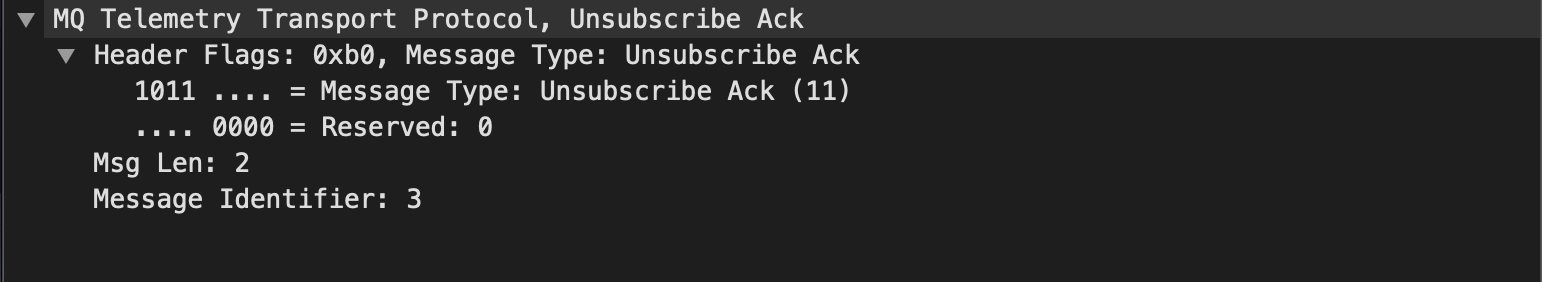 MQ Telemetry Transport Protocol, Unsubscribe Ack
Header Flags: 0xb0, Message Type: Unsubscribe Ack
1011 .... = Message Type: Unsubscribe Ack (11)
.... 0000 = Reserved: 0
Msg Len: 2
Message Identifier: 3